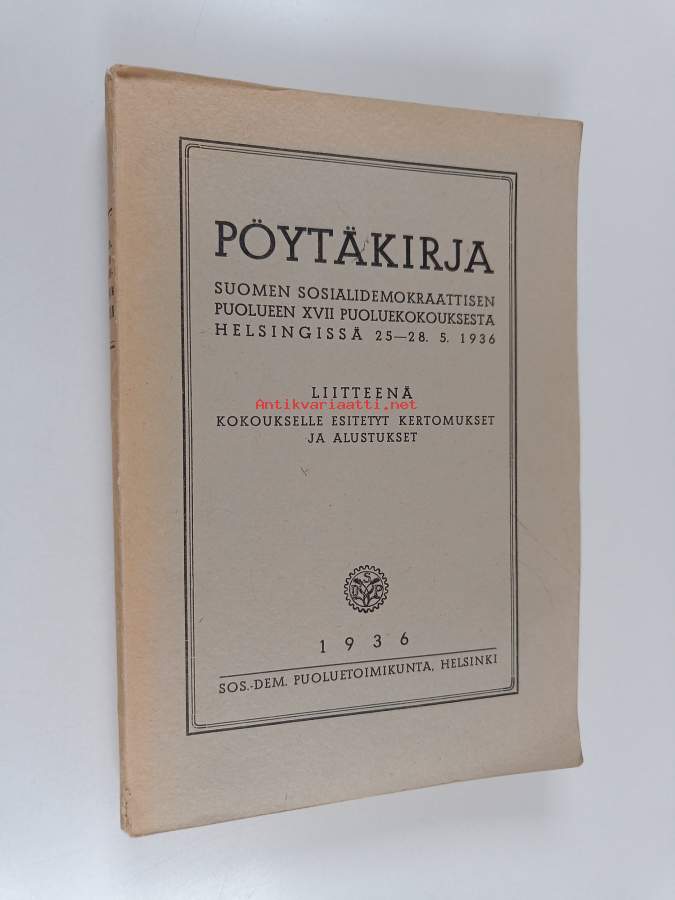 PÖYTÄKIRJA
SUOMEN SOSIALIDEMOKRAATTISEN
PUOLUEEN XVII PUOLUEKOKOUKSESTA
HELSINGISSÄ 25—28. 5. 1936
LIITTEENÄ
Antikvariaatti.net
KOKOUKSELLE ESITETYT KERTOMUKSET
JA ALUSTUKSET
S
D P
1936
SOS.-DEM. PUOLUETOIMIKUNTA, HELSINKI